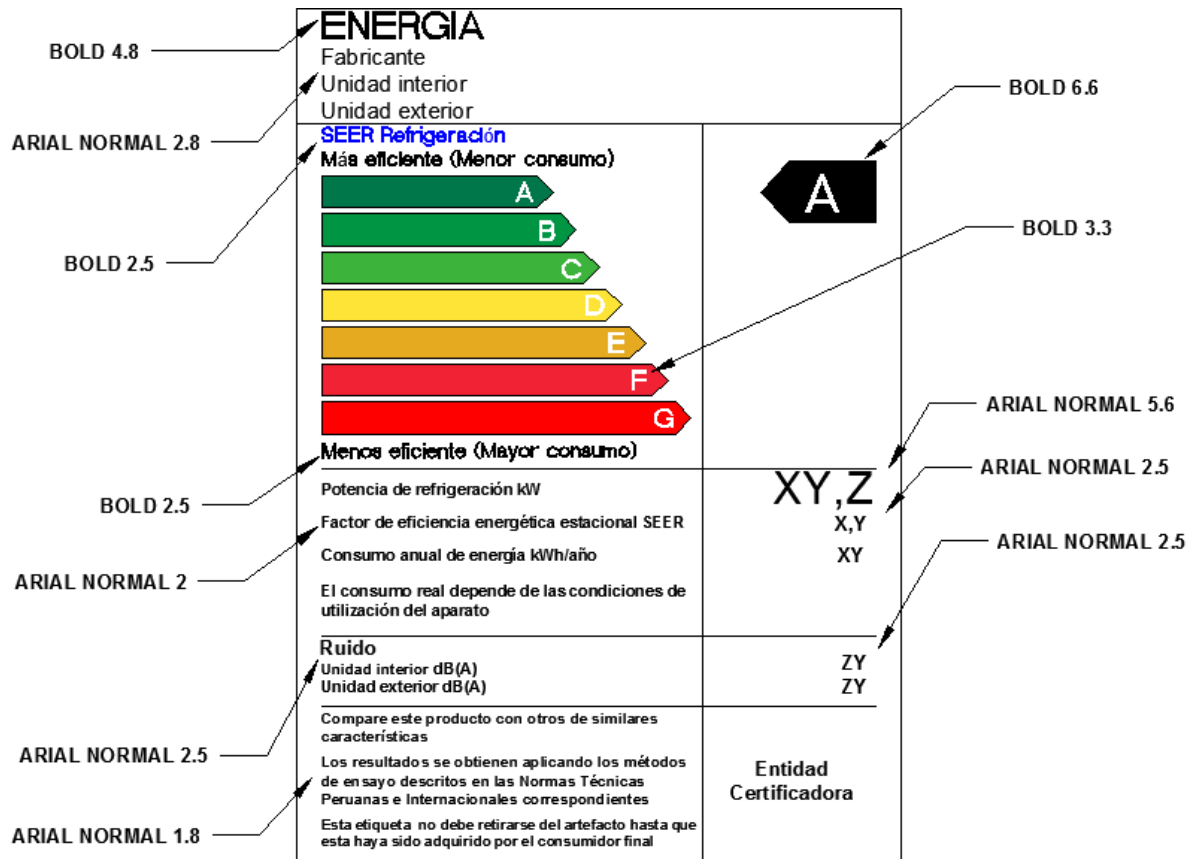 ENERGIA
BOLD 4.8
Fabricante
Unidad interior
BOLD 6.6
Unidad exterior
ARIAL NORMAL 2.8
SEER Refrigeración
Más eficiente (Menor consumo)
A
A
B
BOLD 3.3
BOLD 2.5
C
D
E
F
ARIAL NORMAL 5.6
G
Menos eficiente (Mayor consumo)
ARIAL NORMAL 2.5
Potencia de refrigeración kW
XY,Z
BOLD 2.5
Factor de eficiencia energética estacional SEER
X,Y
ARIAL NORMAL 2.5
Consumo anual de energía kWh/año
XY
ARIAL NORMAL 2
El consumo real depende de las condiciones de
utilización del aparato
Ruido
Unidad interior dB(A)
ZY
Unidad exterior dB(A)
ZY
Compare este producto con otros de similares
características
ARIAL NORMAL 2.5
Los resultados se obtienen aplicando los métodos
de ensayo descritos en las Normas Técnicas
Peruanas e Internacionales correspondientes
Entidad
Certificadora
Esta etiqueta no debe retirarse del artefacto hasta que
esta haya sido adquirido por el consumidor final
ARIAL NORMAL 1.8